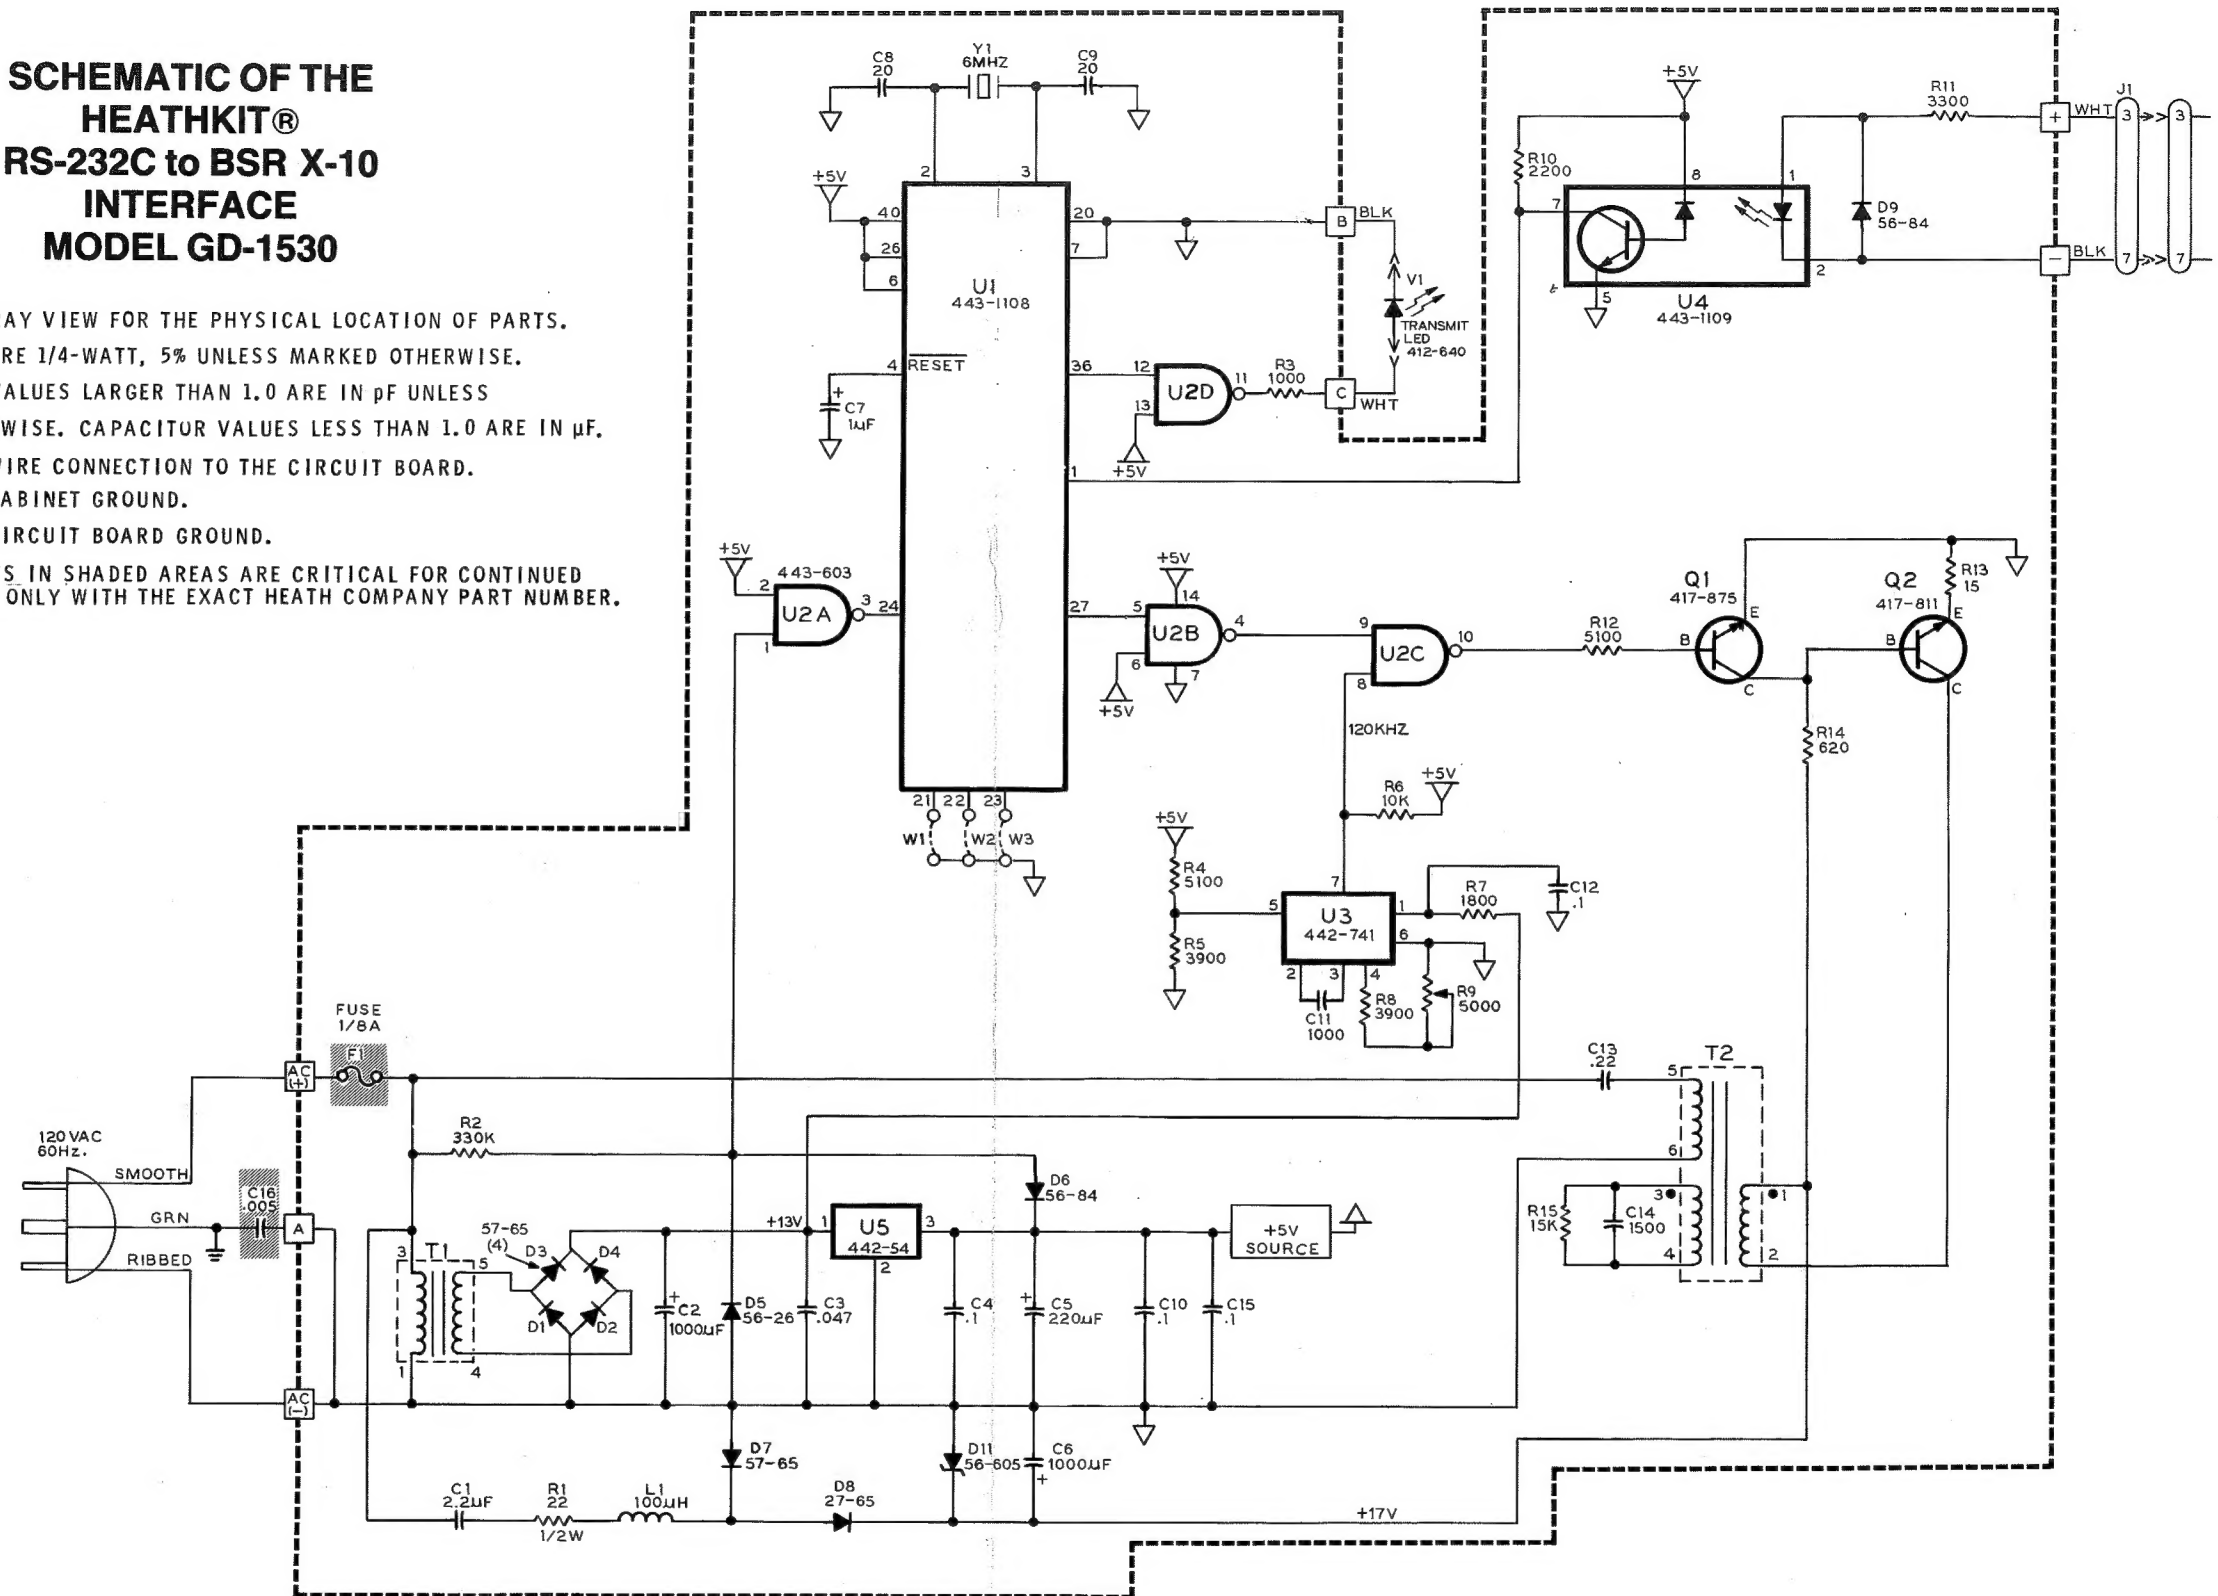 SCHEMATIC OF THE
HEATHKIT®
RS-232C to BSR X-10
INTERFACE
MODEL GD-1530
AY VIEW FOR THE PHYSICAL LOCATION OF PARTS.
RE 1/4-WATT, 5% UNLESS MARKED OTHERWISE.
ALUES LARGER THAN 1.0 ARE IN pF UNLESS
WISE. CAPACITOR VALUES LESS THAN 1.0 ARE IN µF.
IRE CONNECTION TO THE CIRCUIT BOARD.
ABINET GROUND.
IRCUIT BOARD GROUND.
S IN SHADED AREAS ARE CRITICAL FOR CONTINUED
ONLY WITH THE EXACT HEATH COMPANY PART NUMBER.
C8
20
Y1
6MHZ
C9
20
2
3
+5V
40
26
6
20
7
U1
443-1108
4
RESET
C7
1µF
+
36
12
13
U2D
11
+5V
R3
1000
B
BLK
V1
TRANSMIT
LED
412-640
C
WHT
1
+5V
R10
2200
7
8
1
5
2
U4
443-1109
D9
56-84
R11
3300
+
WHT
J1
3
3
-
BLK
7
7
+5V
443-603
2
1
U2A
3
24
27
5
6
+5V
14
U2B
4
7
+5V
9
8
U2C
10
120KHZ
R12
5100
Q1
417-875
B
E
C
Q2
417-811
B
E
C
R13
15
R14
620
21
22
23
W1
W2
W3
R6
10K
+5V
+5V
R4
5100
R5
3900
5
7
U3
442-741
1
6
2
3
4
C11
1000
R8
3900
R9
5000
R7
1800
C12
.1
FUSE
1/8A
F1
AC
(+)
120VAC
60Hz.
SMOOTH
GRN
RIBBED
C16
.005
A
AC
(-)
R2
330K
T1
3
1
5
4
57-65
(4)
D3
D4
D1
D2
+
C2
1000µF
D5
56-26
+13V
C3
.047
1
U5
442-54
3
2
C4
.1
D6
56-84
+
C5
220µF
C10
.1
C15
.1
+5V
SOURCE
C13
.22
T2
5
6
3
4
1
2
R15
15K
C14
1500
D7
57-65
D11
56-605
C6
1000µF
+
C1
2.2µF
R1
22
1/2W
L1
100µH
D8
27-65
+17V